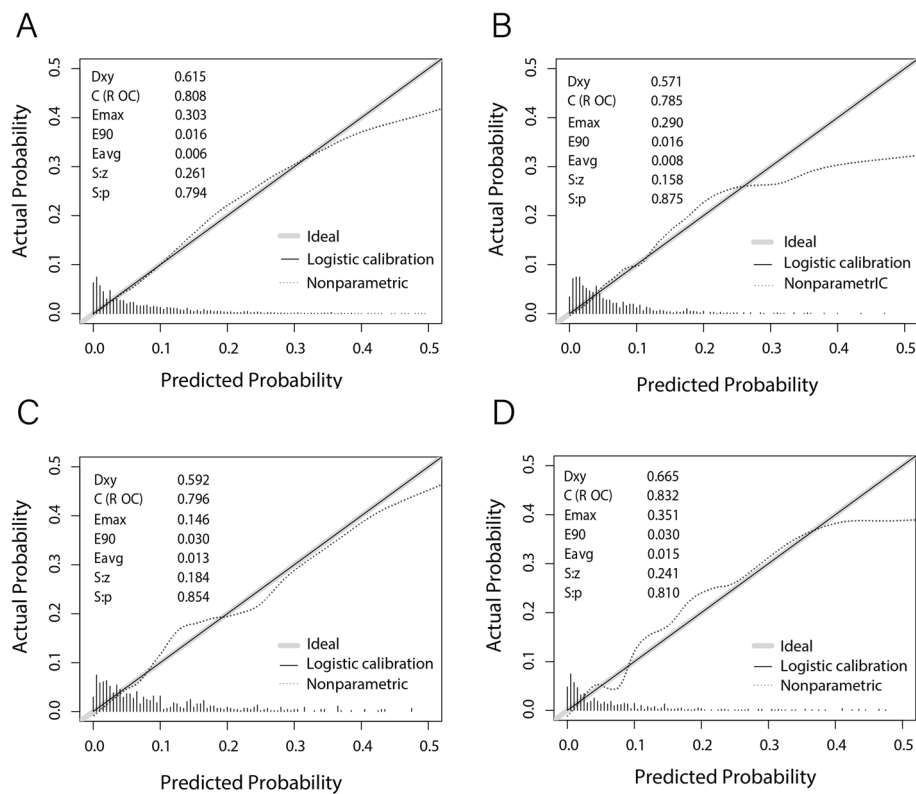 A
Dxy 0.615
C (R OC) 0.808
Emax 0.303
E90 0.016
Eavg 0.006
S:z 0.261
S:p 0.794
Ideal
Logistic calibration
Nonparametric
Actual Probability
0.5
0.4
0.3
0.2
0.1
0.0
0.0 0.1 0.2 0.3 0.4 0.5
Predicted Probability
B
Dxy 0.571
C (R OC) 0.785
Emax 0.290
E90 0.016
Eavg 0.008
S:z 0.158
S:p 0.875
Ideal
Logistic calibration
NonparametrIC
Actual Probability
0.5
0.4
0.3
0.2
0.1
0.0
0.0 0.1 0.2 0.3 0.4 0.5
Predicted Probability
C
Dxy 0.592
C (R OC) 0.796
Emax 0.146
E90 0.030
Eavg 0.013
S:z 0.184
S:p 0.854
Ideal
Logistic calibration
Nonparametric
Actual Probability
0.5
0.4
0.3
0.2
0.1
0.0
0.0 0.1 0.2 0.3 0.4 0.5
Predicted Probability
D
Dxy 0.665
C (R OC) 0.832
Emax 0.351
E90 0.030
Eavg 0.015
S:z 0.241
S:p 0.810
Ideal
Logistic calibration
Nonparametric
Actual Probability
0.5
0.4
0.3
0.2
0.1
0.0
0.0 0.1 0.2 0.3 0.4 0.5
Predicted Probability